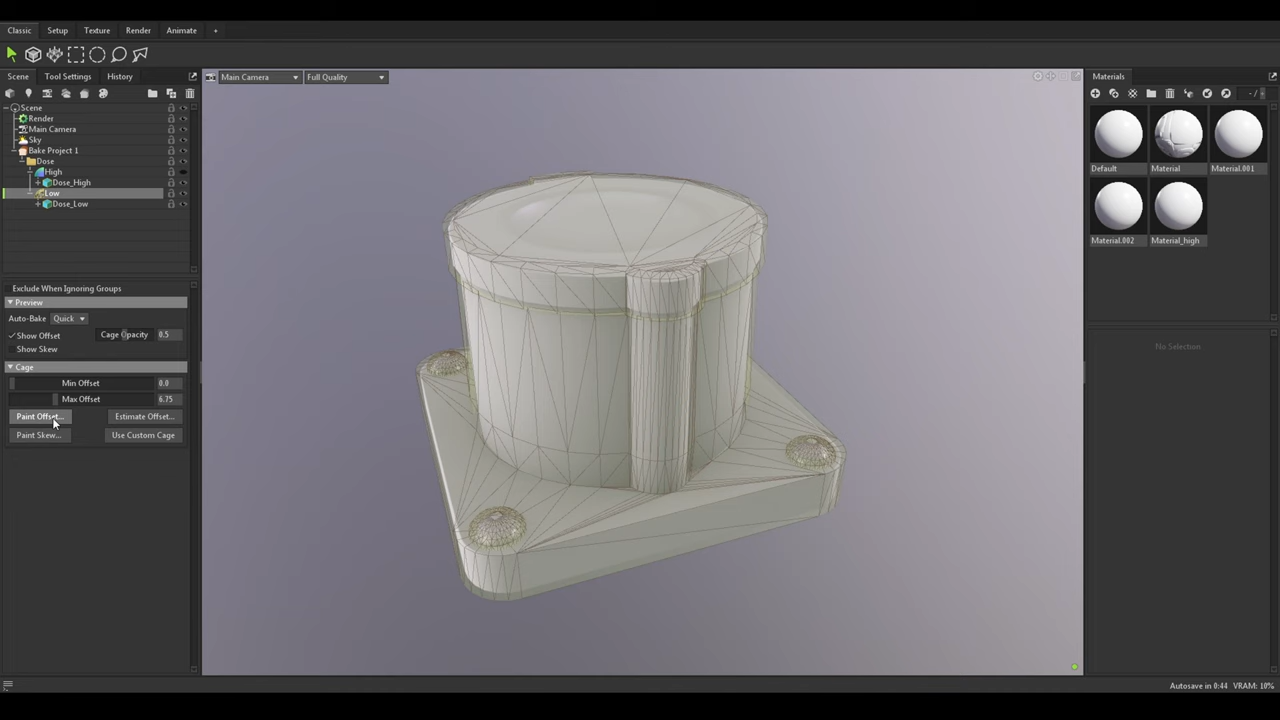 Classic Setup Texture Render Animate +
Scene Tool Settings History
Main Camera Full Quality
Materials
Scene
Render
Main Camera
Sky
Bake Project 1
Dose
High
Dose_High
Low
Dose_Low
- /
Default Material Material.001
Material.002 Material_high
Exclude When Ignoring Groups
Preview
Auto-Bake Quick
Show Offset Cage Opacity 0.5
Show Skew
Cage
Min Offset 0.0
Max Offset 6.75
Paint Offset... Estimate Offset...
Paint Skew... Use Custom Cage
No Selection
Autosave in 0:44 VRAM: 10%